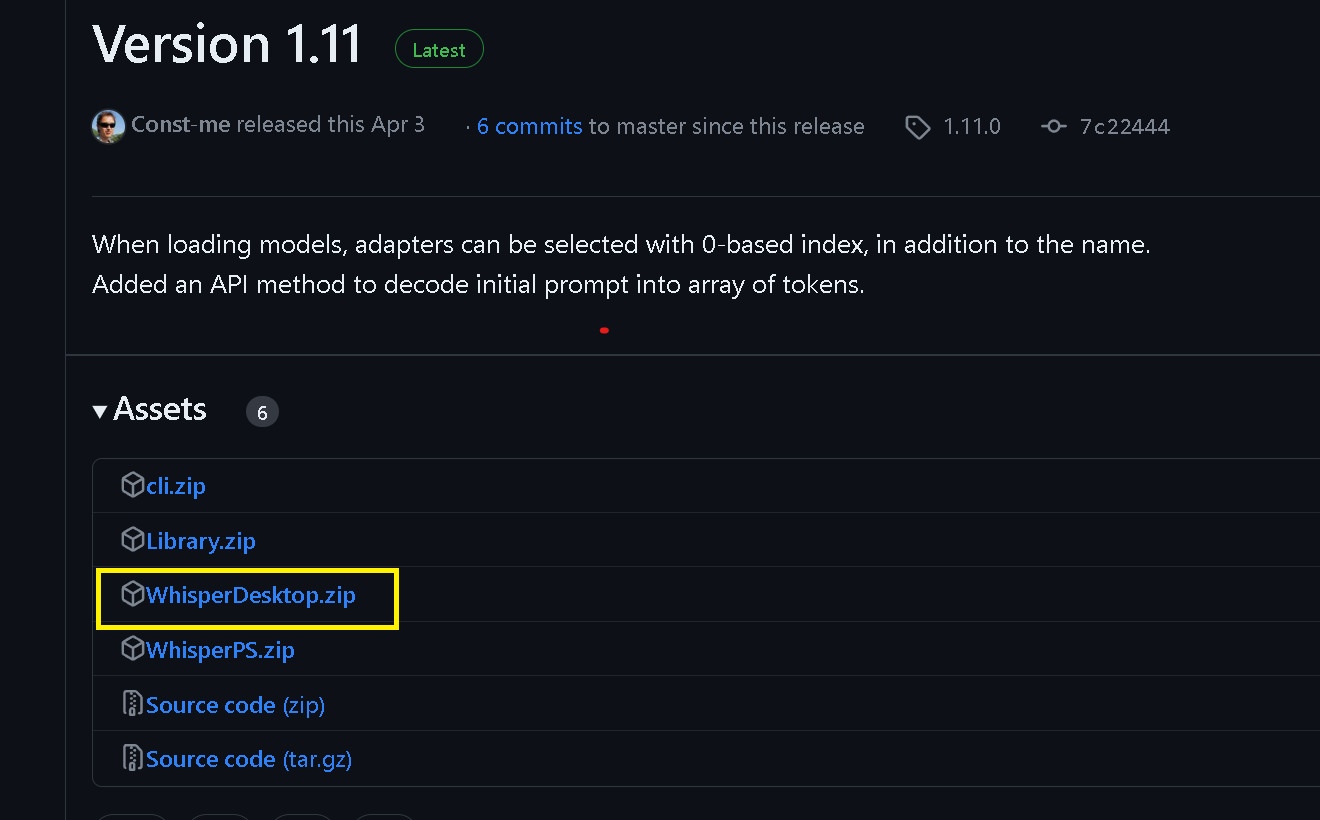 Version 1.11 Latest
Const-me released this Apr 3 · 6 commits to master since this release 1.11.0 7c22444
When loading models, adapters can be selected with 0-based index, in addition to the name.
Added an API method to decode initial prompt into array of tokens.
Assets 6
cli.zip
Library.zip
WhisperDesktop.zip
WhisperPS.zip
Source code (zip)
Source code (tar.gz)